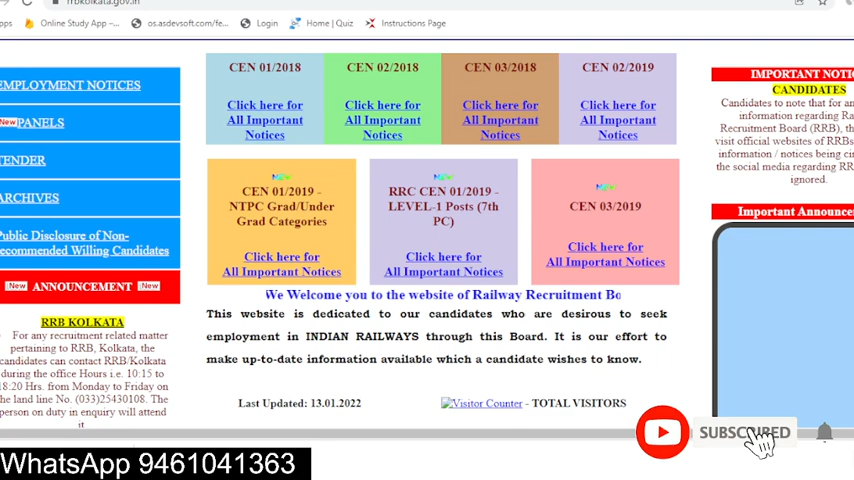 rrbkolkata.gov.in
pps
Online Study App –...
os.asdevsoft.com/fe...
Login
Home | Quiz
Instructions Page
EMPLOYMENT NOTICES
New PANELS
TENDER
ARCHIVES
Public Disclosure of Non-
ecommended Willing Candidates
New ANNOUNCEMENT New
RRB KOLKATA
For any recruitment related matter
pertaining to RRB, Kolkata, the
candidates can contact RRB/Kolkata
during the office Hours i.e. 10:15 to
18:20 Hrs. from Monday to Friday on
the land line No. (033)25430108. The
person on duty in enquiry will attend
it.
CEN 01/2018
Click here for
All Important
Notices
CEN 02/2018
Click here for
All Important
Notices
CEN 03/2018
Click here for
All Important
Notices
CEN 02/2019
Click here for
All Important
Notices
NEW
CEN 01/2019 -
NTPC Grad/Under
Grad Categories
Click here for
All Important Notices
NEW
RRC CEN 01/2019 -
LEVEL-1 Posts (7th
PC)
Click here for
All Important Notices
NEW
CEN 03/2019
Click here for
All Important Notices
We Welcome you to the website of Railway Recruitment Bo
This website is dedicated to our candidates who are desirous to seek
employment in INDIAN RAILWAYS through this Board. It is our effort to
make up-to-date information available which a candidate wishes to know.
Last Updated: 13.01.2022
Visitor Counter - TOTAL VISITORS
IMPORTANT NOTIC
CANDIDATES
Candidates to note that for an
information regarding Ra
Recruitment Board (RRB), th
visit official websites of RRBs
information / notices being cir
the social media regarding RR
ignored.
Important Announce
SUBSCRIBED
WhatsApp 9461041363